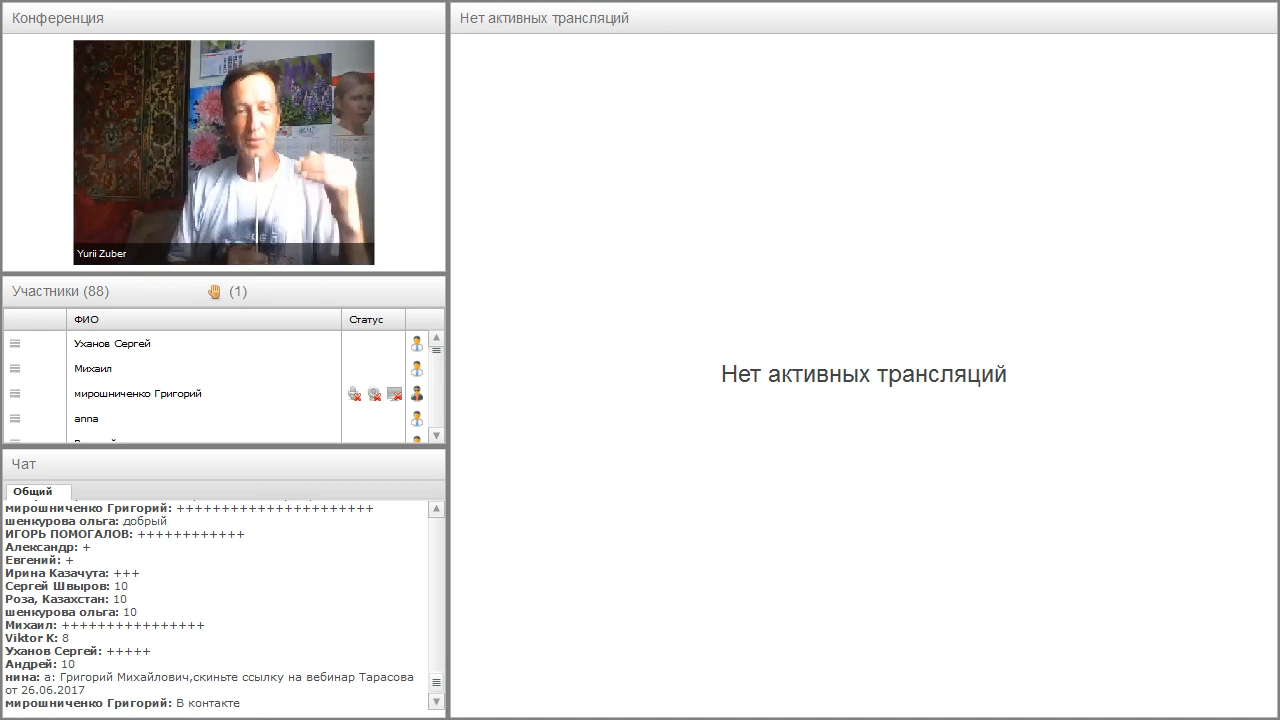 Конференция
Нет активных трансляций
Yurii Zuber
Участники (88) (1)
ФИО Статус
Уханов Сергей
Михаил
мирошниченко Григорий
anna
Чат
Общий
мирошниченко Григорий: ++++++++++++++++++++++
шенкурова ольга: добрый
ИГОРЬ ПОМОГАЛОВ: ++++++++++++
Александр: +
Евгений: +
Ирина Казачута: +++
Сергей Швыров: 10
Роза, Казахстан: 10
шенкурова ольга: 10
Михаил: ++++++++++++++++
Viktor K: 8
Уханов Сергей: +++++
Андрей: 10
нина: а: Григорий Михайлович,скиньте ссылку на вебинар Тарасова
от 26.06.2017
мирошниченко Григорий: В контакте
Нет активных трансляций